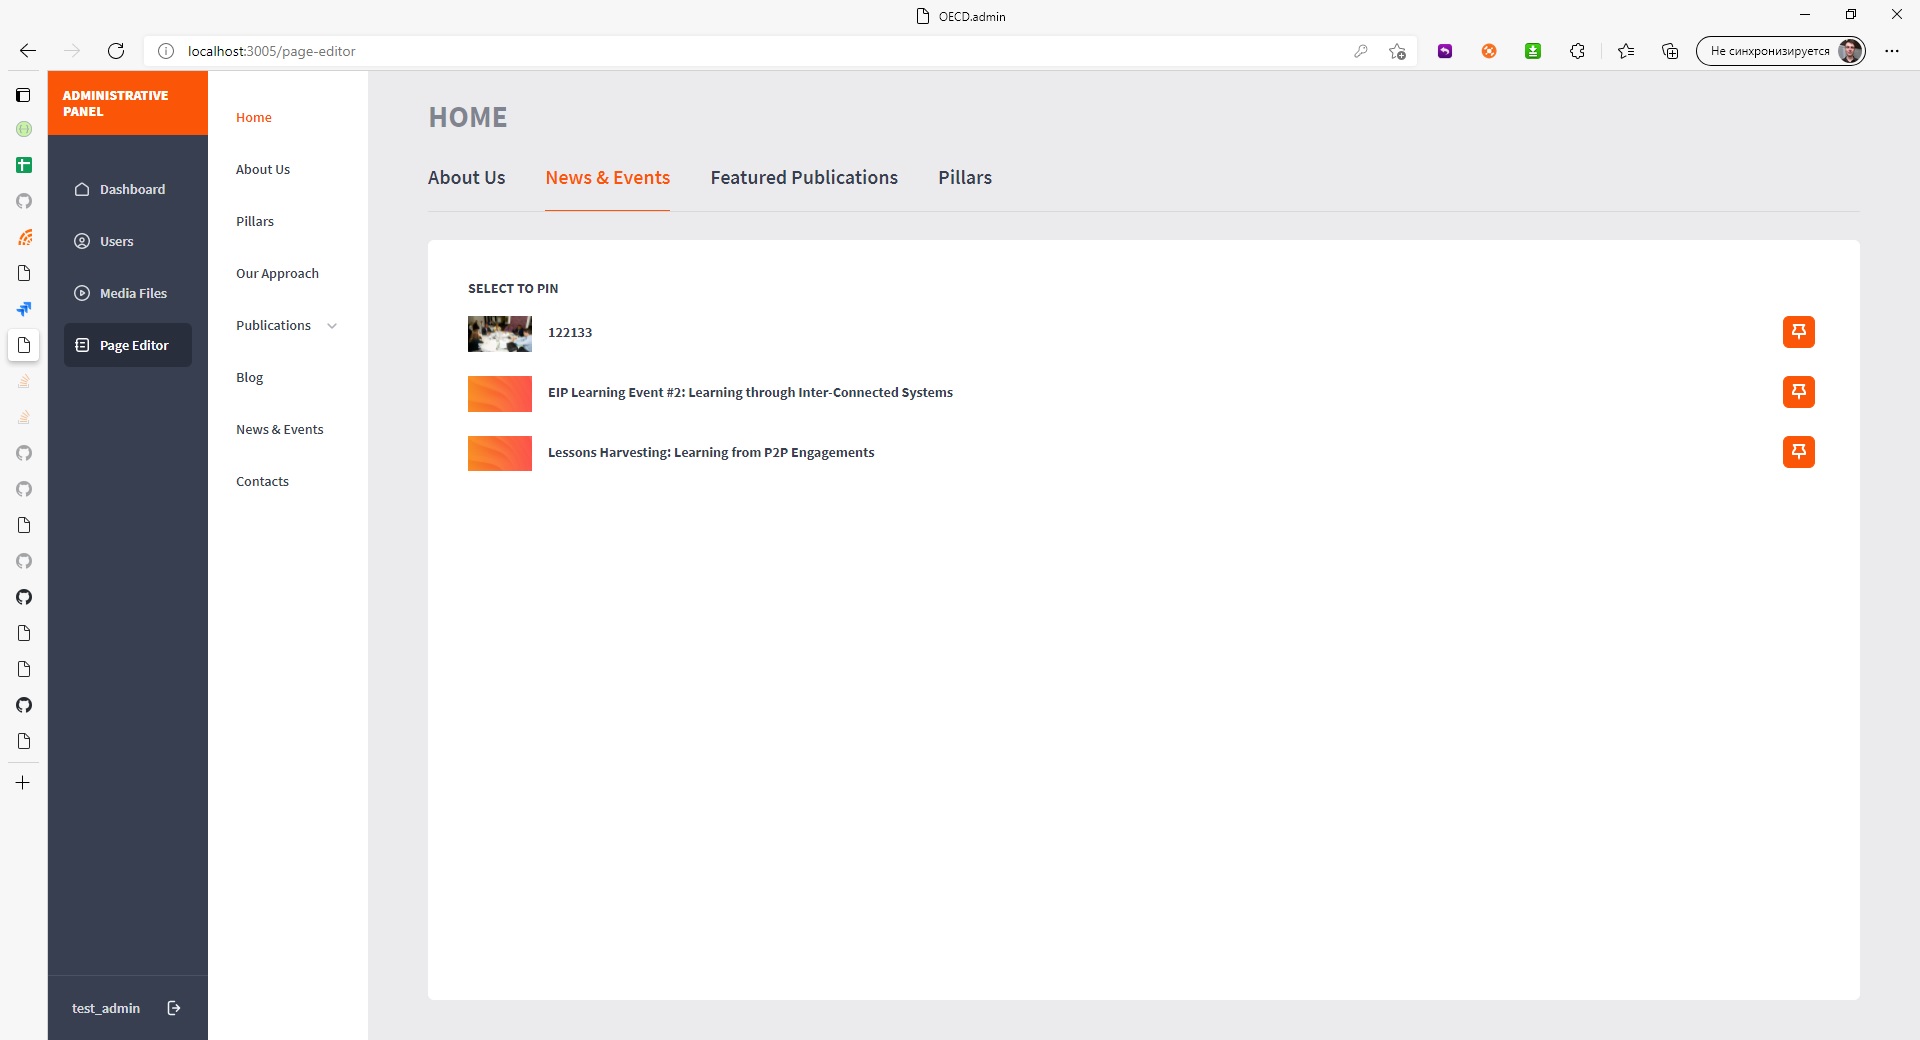 OECD.admin
localhost:3005/page-editor
Не синхронизируется
ADMINISTRATIVE
PANEL
Dashboard
Users
Media Files
Page Editor
test_admin
Home
About Us
Pillars
Our Approach
Publications
Blog
News & Events
Contacts
HOME
About Us
News & Events
Featured Publications
Pillars
SELECT TO PIN
122133
EIP Learning Event #2: Learning through Inter-Connected Systems
Lessons Harvesting: Learning from P2P Engagements